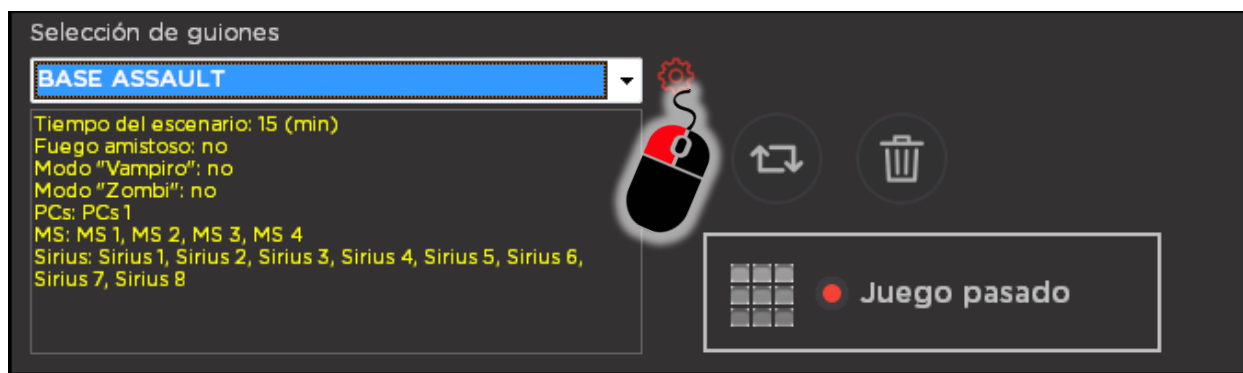 Selección de guiones
BASE ASSAULT
Tiempo del escenario: 15 (min)
Fuego amistoso: no
Modo "Vampiro": no
Modo "Zombi": no
PCs: PCs 1
MS: MS 1, MS 2, MS 3, MS 4
Sirius: Sirius 1, Sirius 2, Sirius 3, Sirius 4, Sirius 5, Sirius 6,
Sirius 7, Sirius 8
Juego pasado